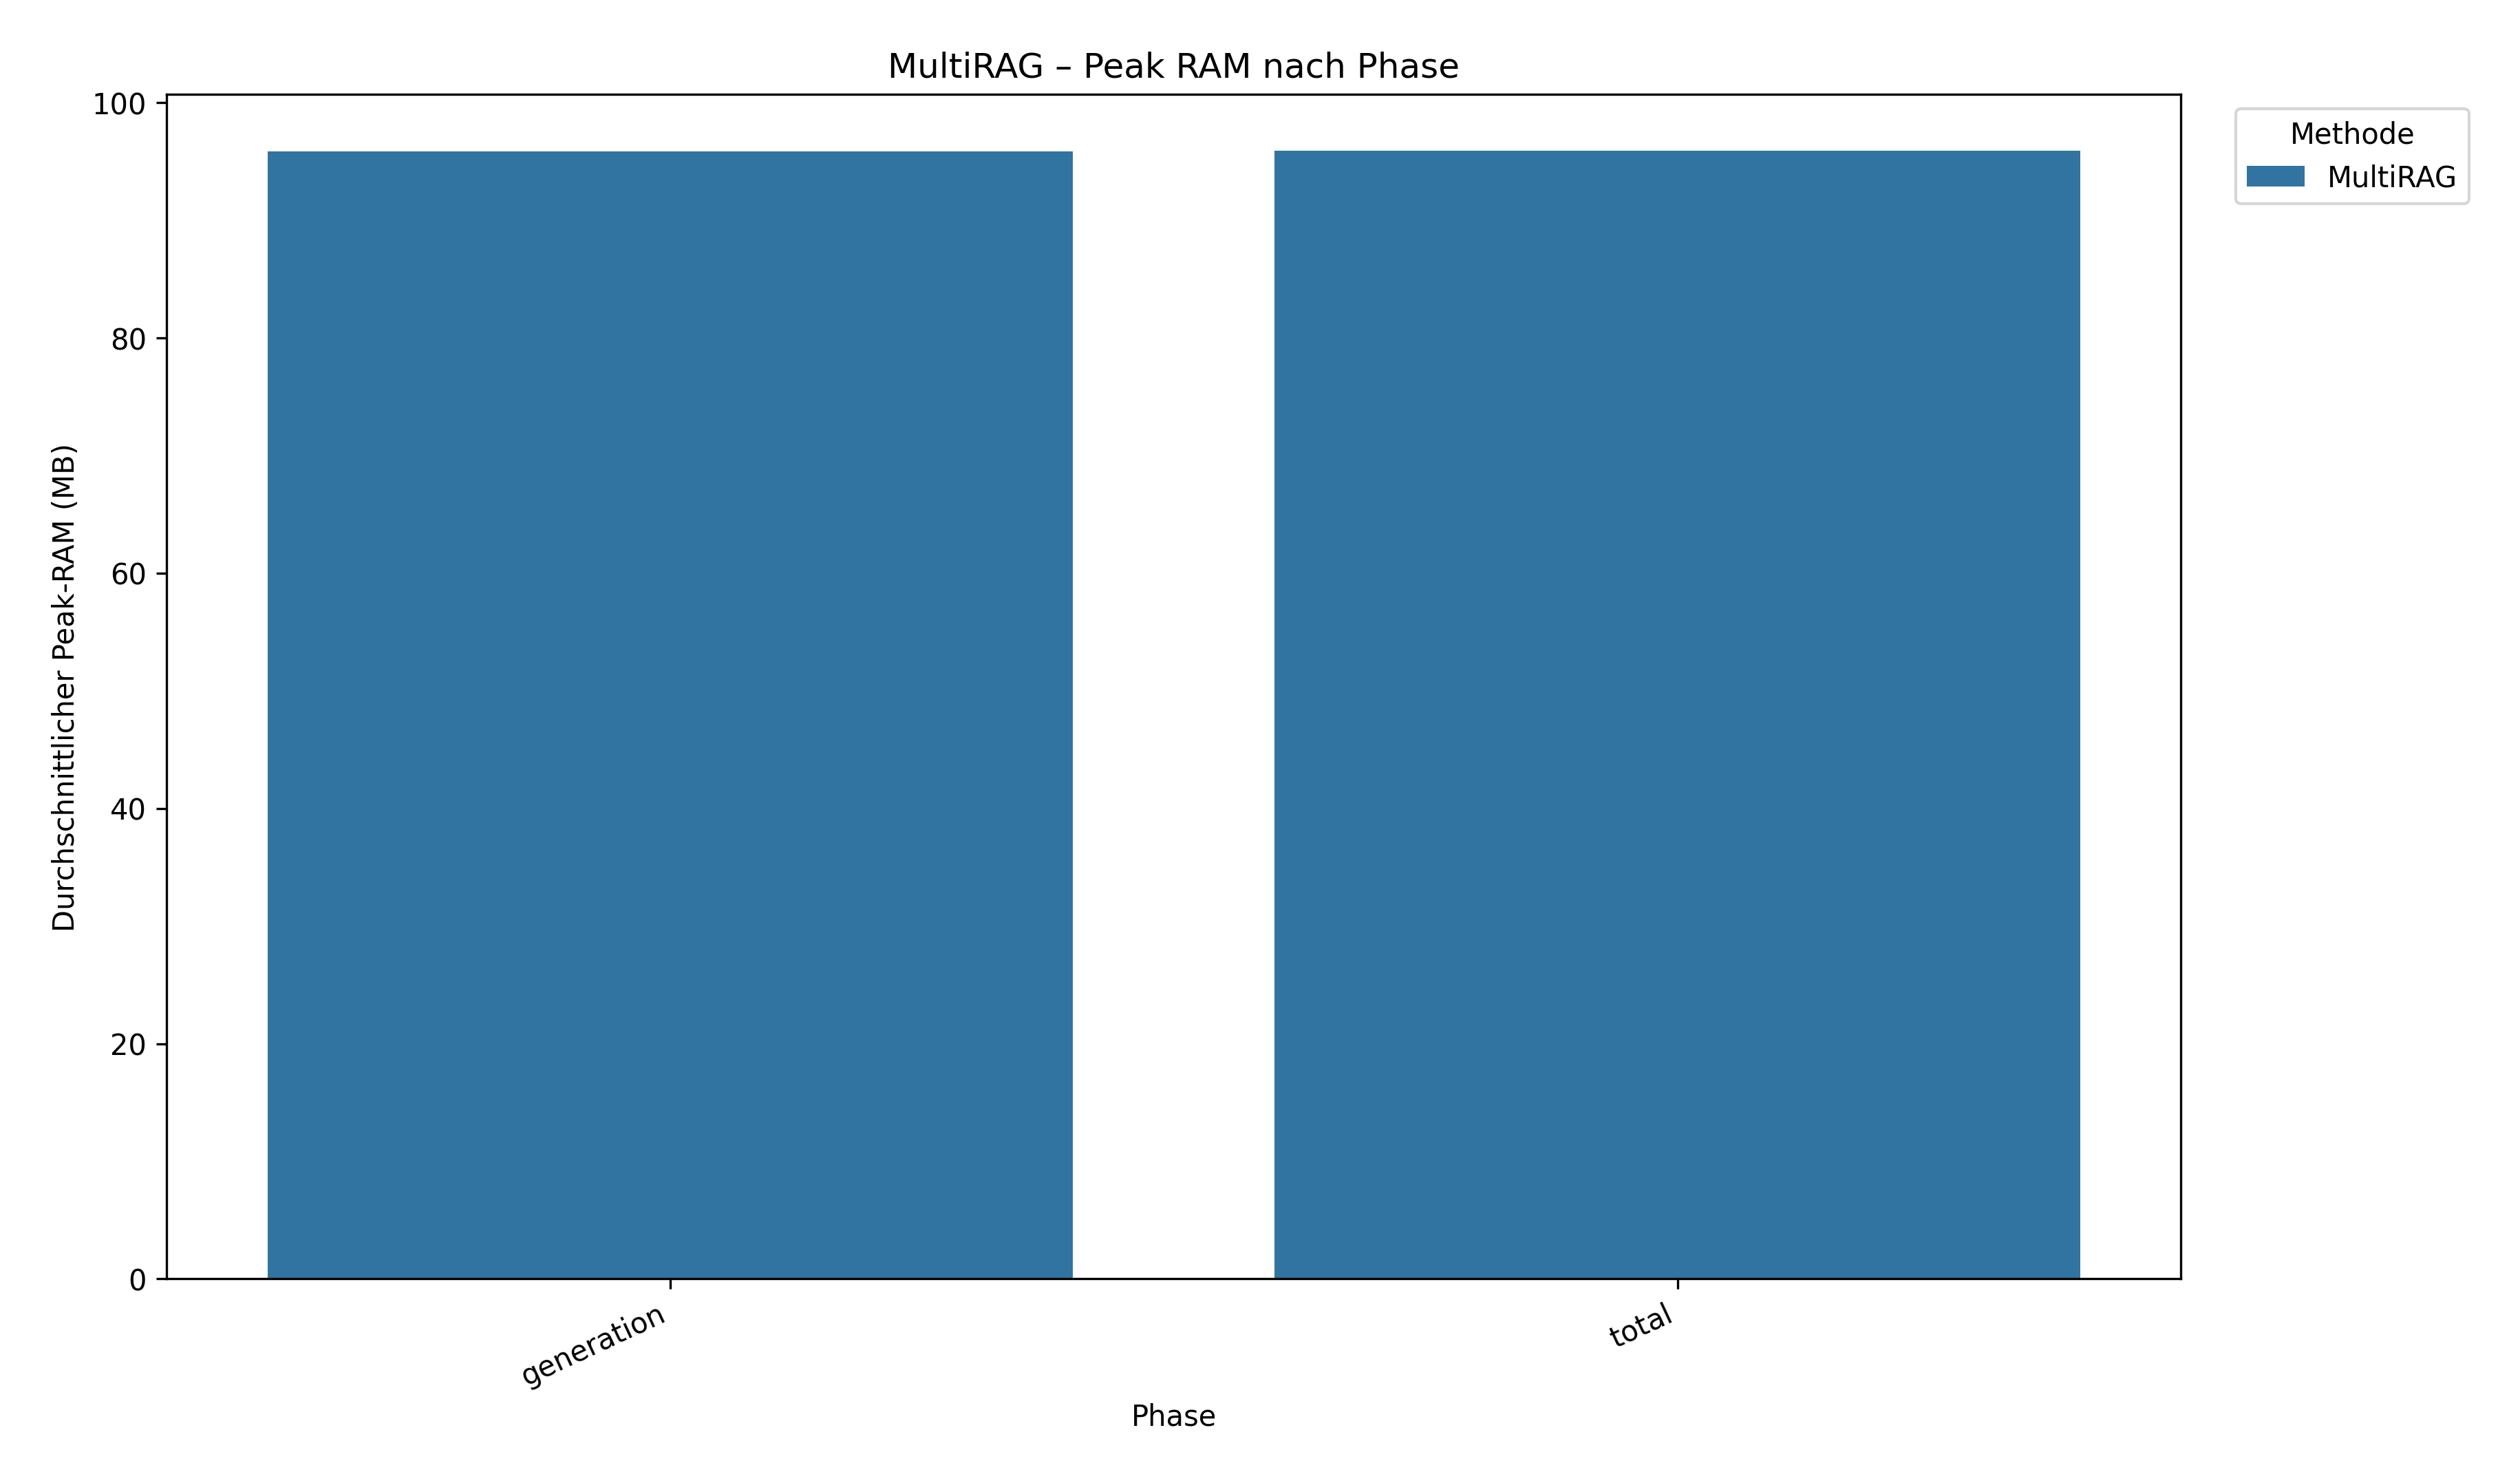 MultiRAG – Peak RAM nach Phase
Methode
MultiRAG
Durchschnittlicher Peak-RAM (MB)
100
80
60
40
20
0
generation
total
Phase